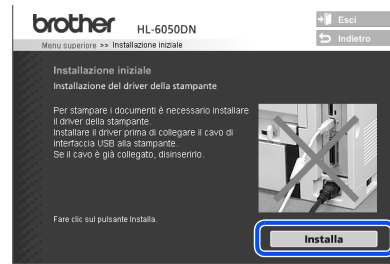 brother HL-6050DN
Esci
Indietro
Menu superiore >> Installazione iniziale
Installazione iniziale
Installazione del driver della stampante
Per stampare i documenti è necessario installare
il driver della stampante.
Installare il driver prima di collegare il cavo di
interfaccia USB alla stampante.
Se il cavo è già collegato, disinserirlo.
Fare clic sul pulsante Installa.
Installa